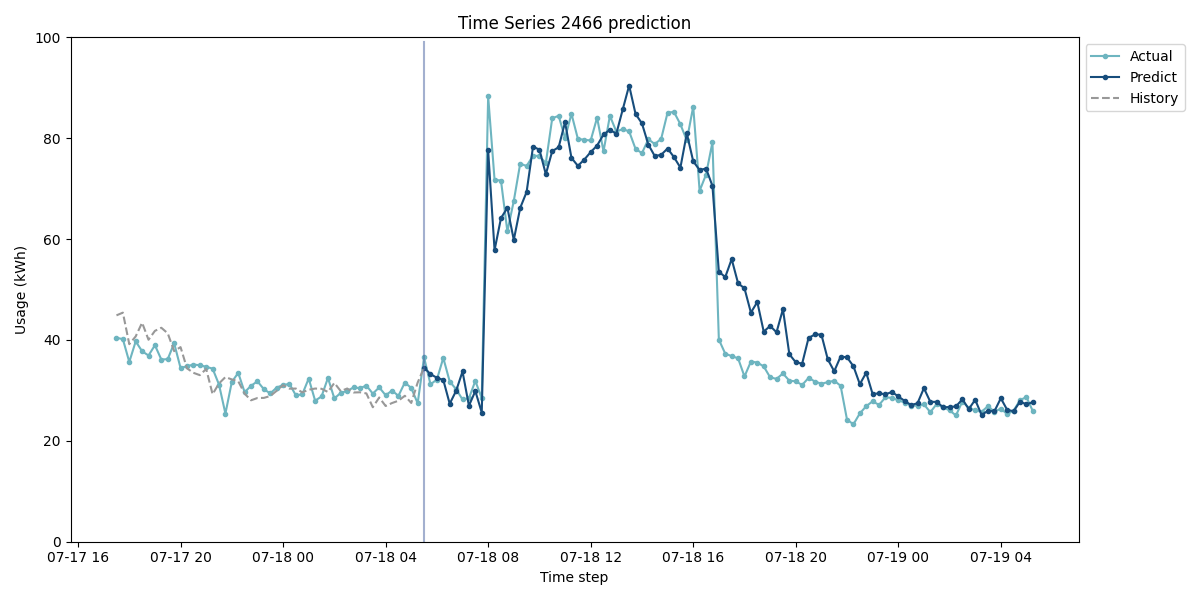 Time Series 2466 prediction
Usage (kWh)
100
80
60
40
20
0
07-17 16
07-17 20
07-18 00
07-18 04
07-18 08
07-18 12
07-18 16
07-18 20
07-19 00
07-19 04
Time step
Actual
Predict
History